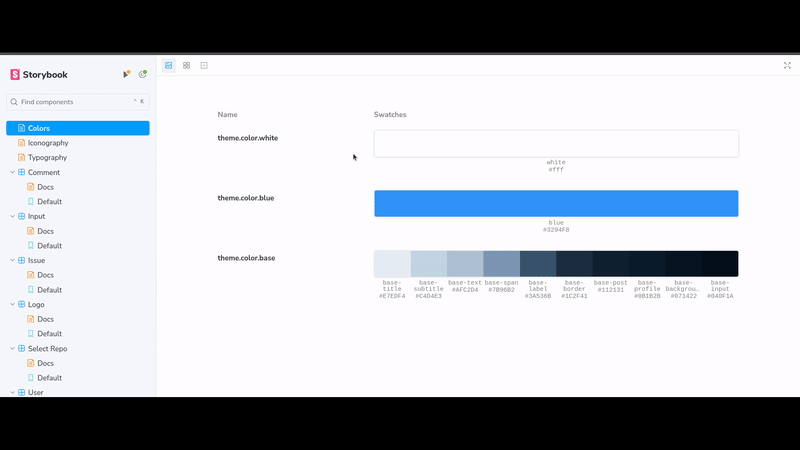 Storybook
Find components
^ K
Colors
Iconography
Typography
Comment
Docs
Default
Input
Docs
Default
Issue
Docs
Default
Logo
Docs
Default
Select Repo
Docs
Default
User
Name Swatches
theme.color.white
white
#fff
theme.color.blue
blue
#3294F8
theme.color.base
base-title
#E7EDF4
base-subtitle
#C4D4E3
base-text
#AFC2D4
base-span
#7B96B2
base-label
#3A536B
base-border
#1C2F41
base-post
#112131
base-profile
#0B1B2B
base-backgrou...
#071422
base-input
#040F1A